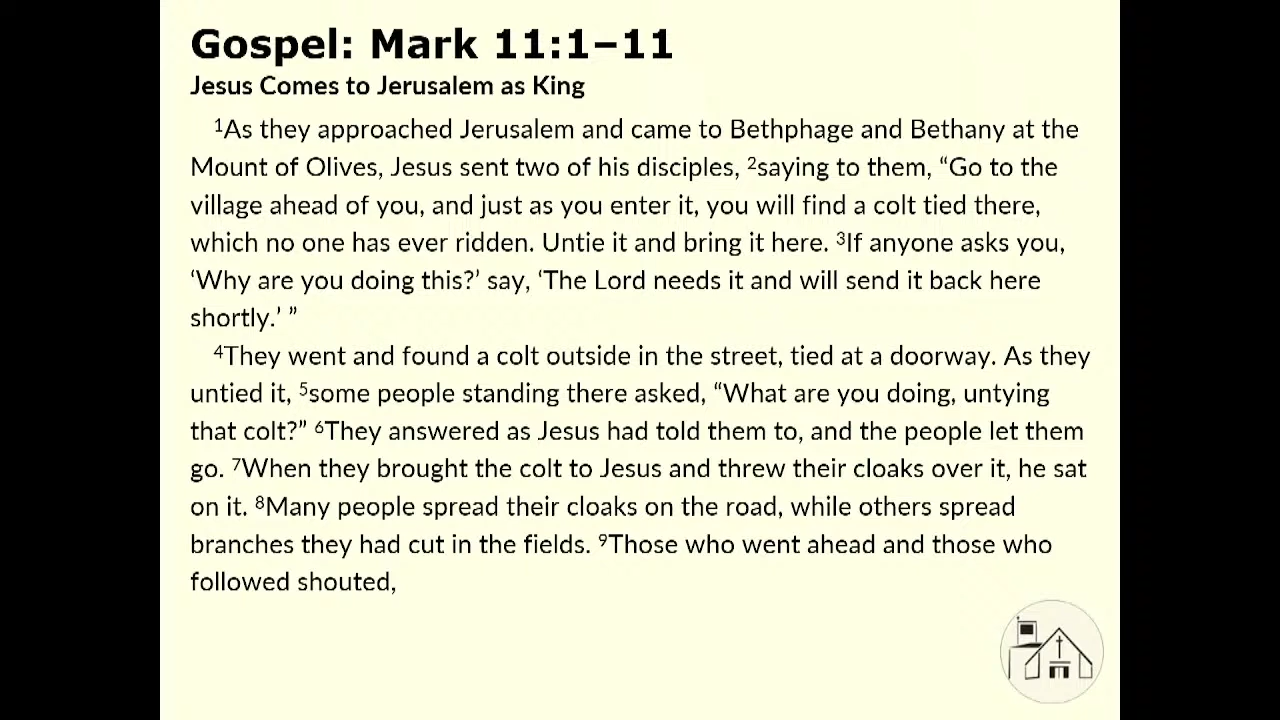 Gospel: Mark 11:1–11
Jesus Comes to Jerusalem as King
¹As they approached Jerusalem and came to Bethphage and Bethany at the
Mount of Olives, Jesus sent two of his disciples, ²saying to them, “Go to the
village ahead of you, and just as you enter it, you will find a colt tied there,
which no one has ever ridden. Untie it and bring it here. ³If anyone asks you,
‘Why are you doing this?’ say, ‘The Lord needs it and will send it back here
shortly.’ ”
⁴They went and found a colt outside in the street, tied at a doorway. As they
untied it, ⁵some people standing there asked, “What are you doing, untying
that colt?” ⁶They answered as Jesus had told them to, and the people let them
go. ⁷When they brought the colt to Jesus and threw their cloaks over it, he sat
on it. ⁸Many people spread their cloaks on the road, while others spread
branches they had cut in the fields. ⁹Those who went ahead and those who
followed shouted,